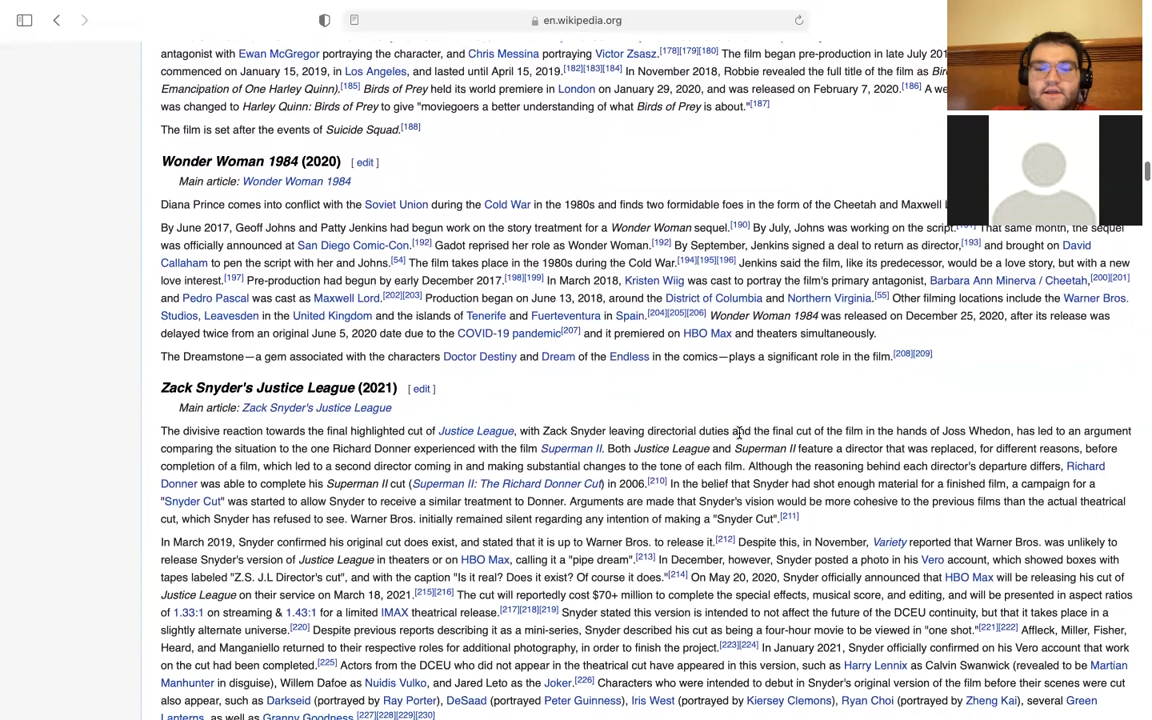 en.wikipedia.org
antagonist with Ewan McGregor portraying the character, and Chris Messina portraying Victor Zsasz.[178][179][180] The film began pre-production in late July 201
commenced on January 15, 2019, in Los Angeles, and lasted until April 15, 2019.[182][183][184] In November 2018, Robbie revealed the full title of the film as Bir
Emancipation of One Harley Quinn).[185] Birds of Prey held its world premiere in London on January 29, 2020, and was released on February 7, 2020.[186] A we
was changed to Harley Quinn: Birds of Prey to give "moviegoers a better understanding of what Birds of Prey is about."[187]
The film is set after the events of Suicide Squad.[188]
Wonder Woman 1984 (2020) [ edit ]
Main article: Wonder Woman 1984
Diana Prince comes into conflict with the Soviet Union during the Cold War in the 1980s and finds two formidable foes in the form of the Cheetah and Maxwell
By June 2017, Geoff Johns and Patty Jenkins had begun work on the story treatment for a Wonder Woman sequel.[190] By July, Johns was working on the script. That same month, the sequel
was officially announced at San Diego Comic-Con.[192] Gadot reprised her role as Wonder Woman.[192] By September, Jenkins signed a deal to return as director,[193] and brought on David
Callaham to pen the script with her and Johns.[54] The film takes place in the 1980s during the Cold War.[194][195][196] Jenkins said the film, like its predecessor, would be a love story, but with a new
love interest.[197] Pre-production had begun by early December 2017.[198][199] In March 2018, Kristen Wiig was cast to portray the film's primary antagonist, Barbara Ann Minerva / Cheetah,[200][201]
and Pedro Pascal was cast as Maxwell Lord.[202][203] Production began on June 13, 2018, around the District of Columbia and Northern Virginia.[55] Other filming locations include the Warner Bros.
Studios, Leavesden in the United Kingdom and the islands of Tenerife and Fuerteventura in Spain.[204][205][206] Wonder Woman 1984 was released on December 25, 2020, after its release was
delayed twice from an original June 5, 2020 date due to the COVID-19 pandemic[207] and it premiered on HBO Max and theaters simultaneously.
The Dreamstone—a gem associated with the characters Doctor Destiny and Dream of the Endless in the comics—plays a significant role in the film.[208][209]
Zack Snyder's Justice League (2021) [ edit ]
Main article: Zack Snyder's Justice League
The divisive reaction towards the final highlighted cut of Justice League, with Zack Snyder leaving directorial duties and the final cut of the film in the hands of Joss Whedon, has led to an argument
comparing the situation to the one Richard Donner experienced with the film Superman II. Both Justice League and Superman II feature a director that was replaced, for different reasons, before
completion of a film, which led to a second director coming in and making substantial changes to the tone of each film. Although the reasoning behind each director's departure differs, Richard
Donner was able to complete his Superman II cut (Superman II: The Richard Donner Cut) in 2006.[210] In the belief that Snyder had shot enough material for a finished film, a campaign for a
"Snyder Cut" was started to allow Snyder to receive a similar treatment to Donner. Arguments are made that Snyder's vision would be more cohesive to the previous films than the actual theatrical
cut, which Snyder has refused to see. Warner Bros. initially remained silent regarding any intention of making a "Snyder Cut".[211]
In March 2019, Snyder confirmed his original cut does exist, and stated that it is up to Warner Bros. to release it.[212] Despite this, in November, Variety reported that Warner Bros. was unlikely to
release Snyder's version of Justice League in theaters or on HBO Max, calling it a "pipe dream".[213] In December, however, Snyder posted a photo in his Vero account, which showed boxes with
tapes labeled "Z.S. J.L Director's cut", and with the caption "Is it real? Does it exist? Of course it does."[214] On May 20, 2020, Snyder officially announced that HBO Max will be releasing his cut of
Justice League on their service on March 18, 2021.[215][216] The cut will reportedly cost $70+ million to complete the special effects, musical score, and editing, and will be presented in aspect ratios
of 1.33:1 on streaming & 1.43:1 for a limited IMAX theatrical release.[217][218][219] Snyder stated this version is intended to not affect the future of the DCEU continuity, but that it takes place in a
slightly alternate universe.[220] Despite previous reports describing it as a mini-series, Snyder described his cut as being a four-hour movie to be viewed in "one shot."[221][222] Affleck, Miller, Fisher,
Heard, and Manganiello returned to their respective roles for additional photography, in order to finish the project.[223][224] In January 2021, Snyder officially confirmed on his Vero account that work
on the cut had been completed.[225] Actors from the DCEU who did not appear in the theatrical cut have appeared in this version, such as Harry Lennix as Calvin Swanwick (revealed to be Martian
Manhunter in disguise), Willem Dafoe as Nuidis Vulko, and Jared Leto as the Joker.[226] Characters who were intended to debut in Snyder's original version of the film before their scenes were cut
also appear, such as Darkseid (portrayed by Ray Porter), DeSaad (portrayed Peter Guinness), Iris West (portrayed by Kiersey Clemons), Ryan Choi (portrayed by Zheng Kai), several Green
Lanterns, as well as Granny Goodness.[227][228][229][230]